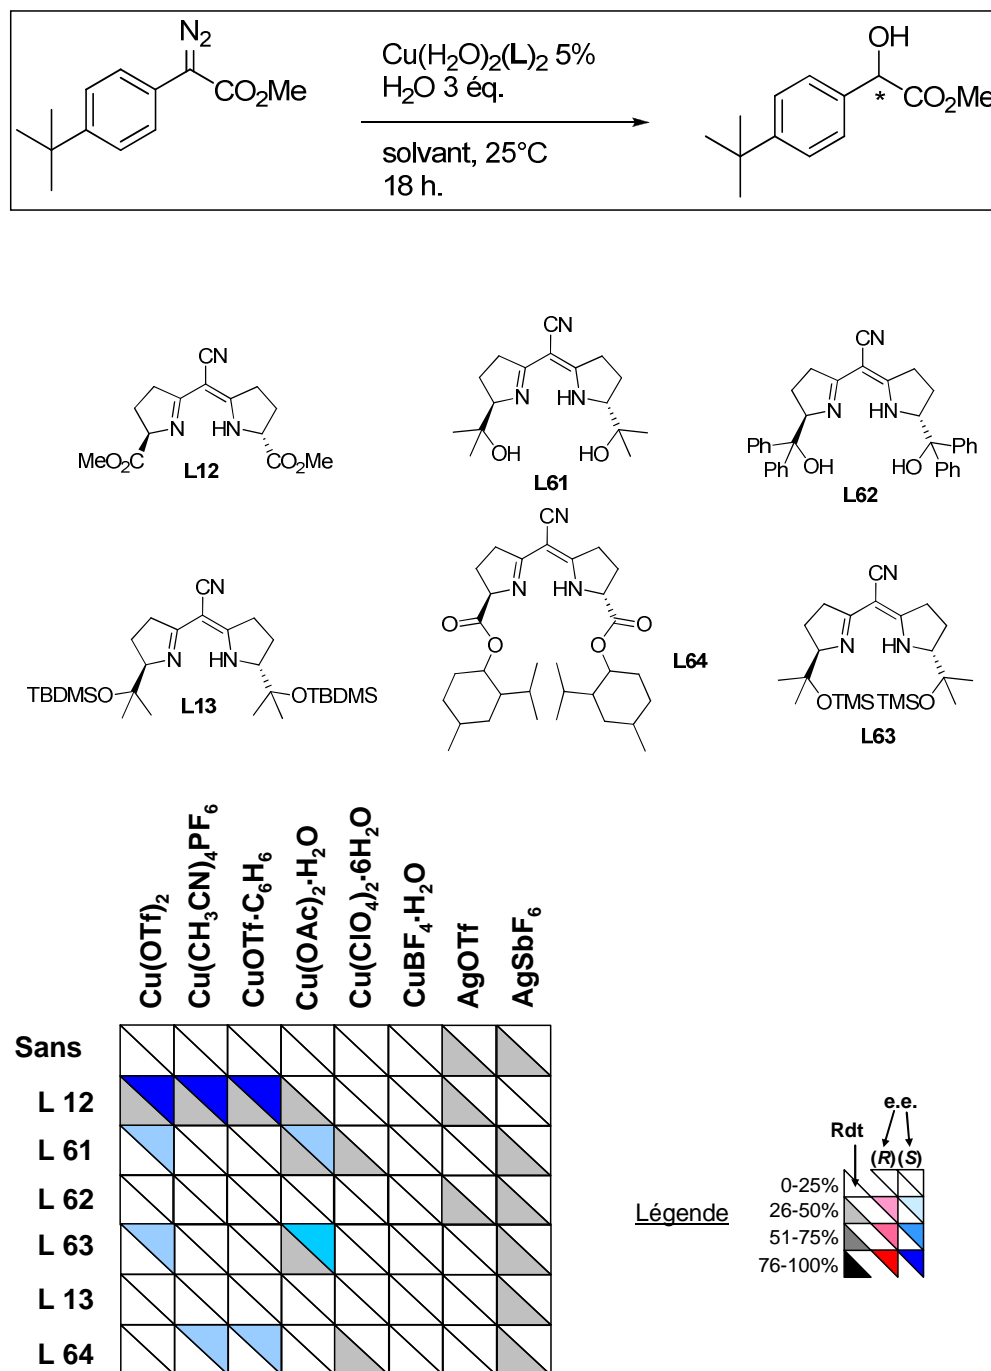 N2
CO2Me
Cu(H2O)2(L)2 5%
H2O 3 éq.
solvant, 25°C
18 h.
OH
*
CO2Me
CN
N
HN
MeO2C
CO2Me
L12
CN
N
HN
OH
HO
L61
CN
N
HN
Ph
Ph
OH
HO
Ph
Ph
L62
CN
N
HN
TBDMSO
OTBDMS
L13
CN
N
HN
O
O
O
O
L64
CN
N
HN
OTMS
TMSO
L63
Cu(OTf)2
Cu(CH3CN)4PF6
CuOTf·C6H6
Cu(OAc)2·H2O
Cu(ClO4)2·6H2O
CuBF4·H2O
AgOTf
AgSbF6
Sans
L 12
L 61
L 62
L 63
L 13
L 64
Légende
e.e.
Rdt
(R) (S)
0-25%
26-50%
51-75%
76-100%